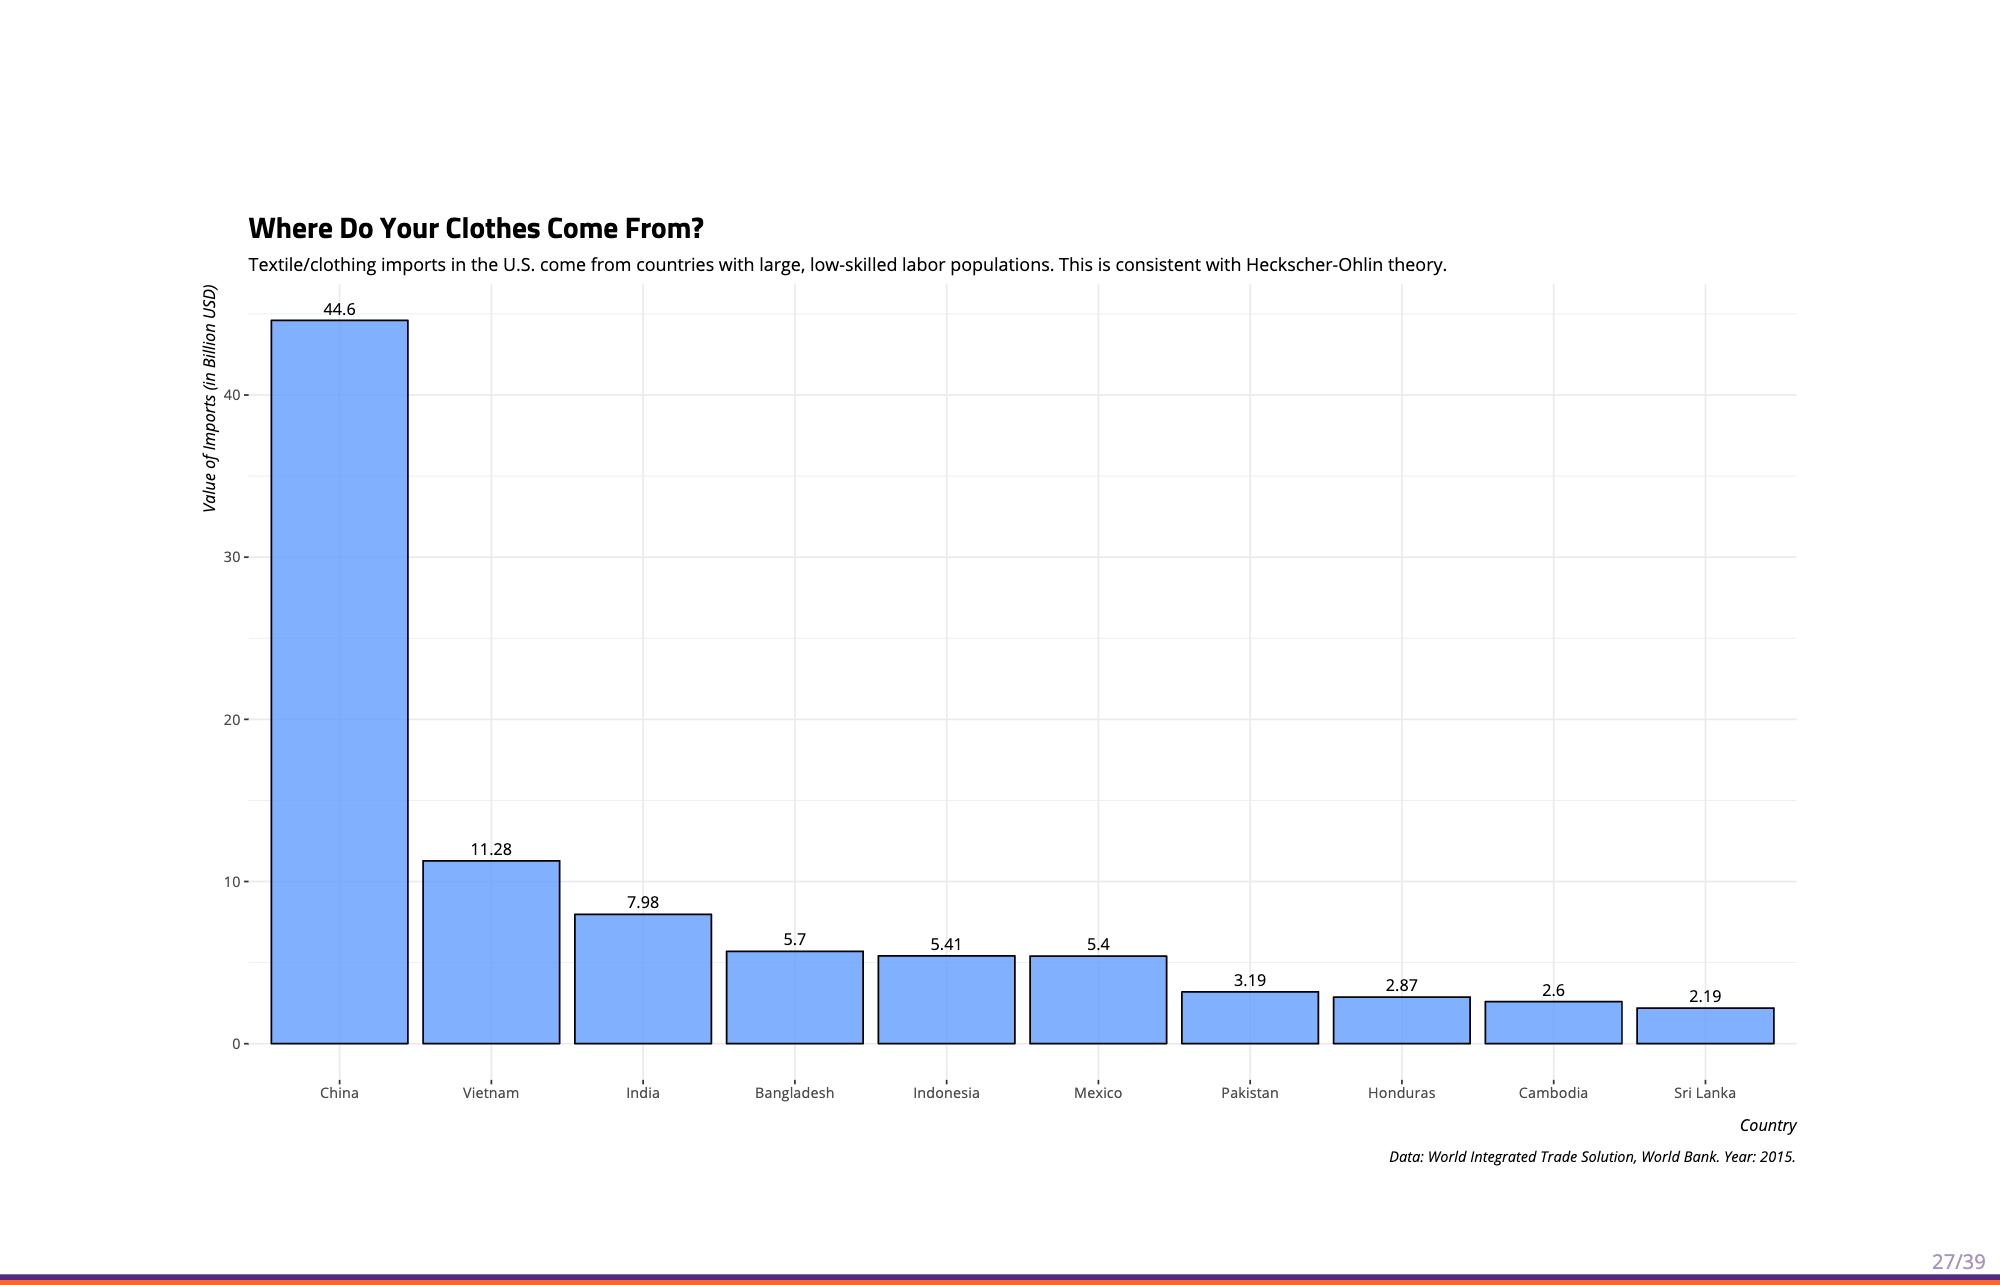 Where Do Your Clothes Come From?
Textile/clothing imports in the U.S. come from countries with large, low-skilled labor populations. This is consistent with Heckscher-Ohlin theory.
Value of Imports (in Billion USD)
40
30
20
10
0
44.6
11.28
7.98
5.7
5.41
5.4
3.19
2.87
2.6
2.19
China
Vietnam
India
Bangladesh
Indonesia
Mexico
Pakistan
Honduras
Cambodia
Sri Lanka
Country
Data: World Integrated Trade Solution, World Bank. Year: 2015.
27/39